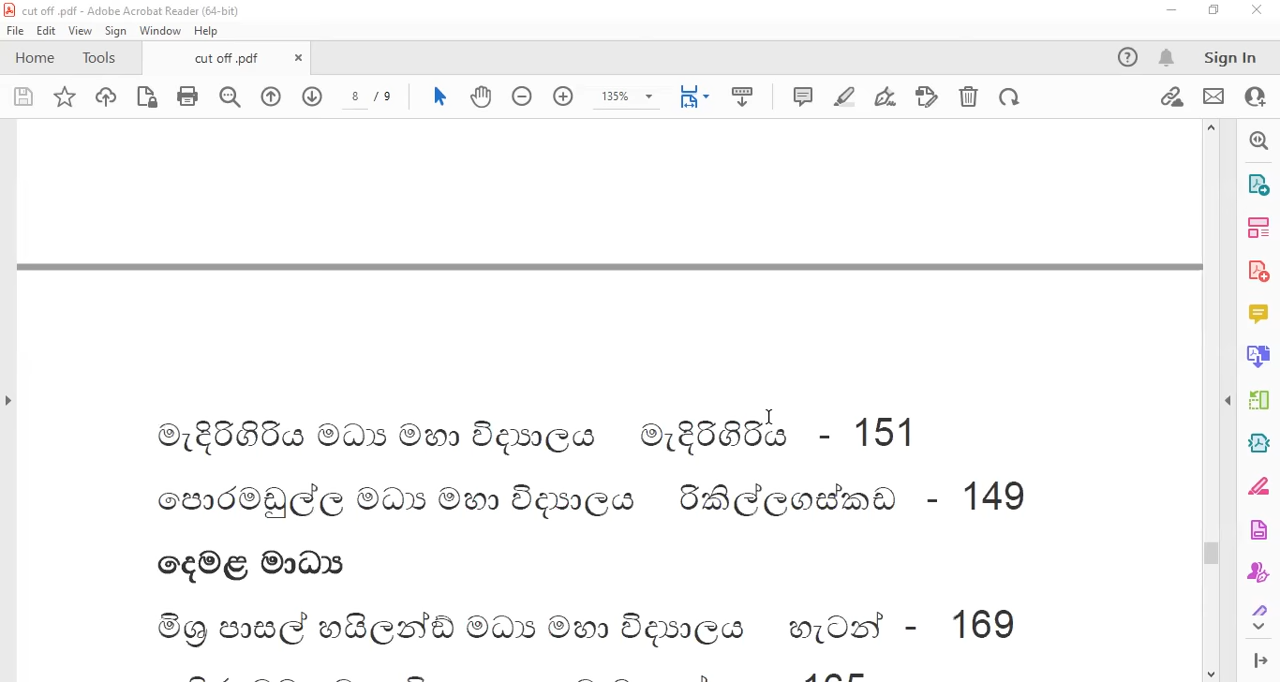 cut off .pdf - Adobe Acrobat Reader (64-bit)
File Edit View Sign Window Help
Home Tools cut off .pdf × Sign In
8 / 9 135%
මැදිරිගිරිය මධ්‍ය මහා විද්‍යාලය මැදිරිගිරිය - 151
පොරමඩුල්ල මධ්‍ය මහා විද්‍යාලය රිකිල්ලගස්කඩ - 149
දෙමළ මාධ්‍ය
මිශ්‍ර පාසල් හයිලන්ඩ් මධ්‍ය මහා විද්‍යාලය හැටන් - 169